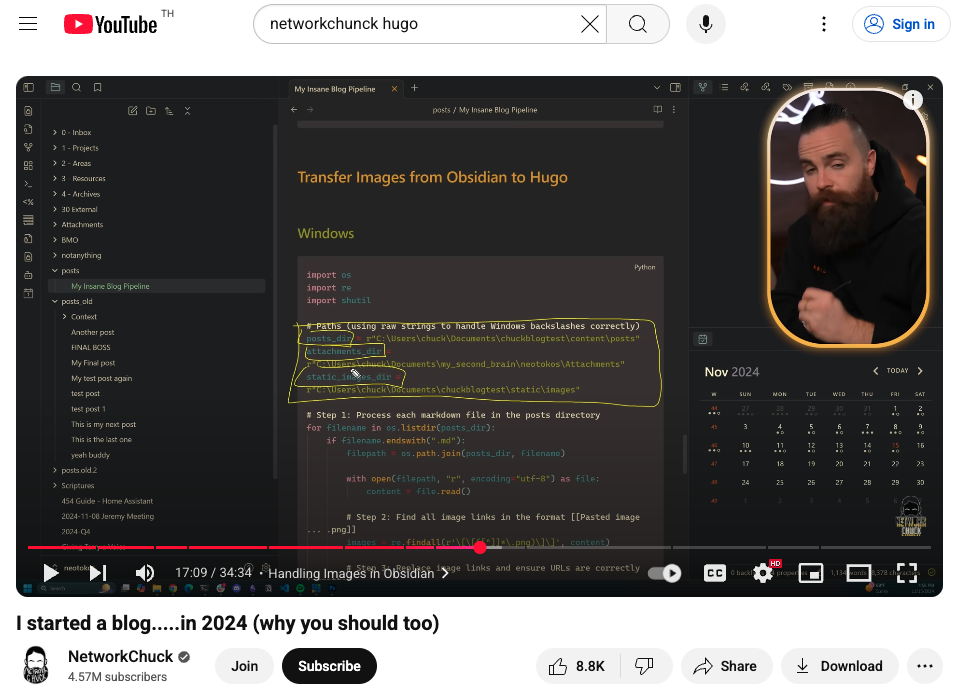 YouTube TH
networkchunck hugo
Sign in
My Insane Blog Pipeline
posts / My Insane Blog Pipeline
0 - Inbox
1 - Projects
2 - Areas
3 - Resources
4 - Archives
30 External
Attachments
BMO
notanything
posts
My Insane Blog Pipeline
posts_old
Context
Another post
FINAL BOSS
My Final post
My test post again
test post
test post 1
This is my next post
This is the last one
yeah buddy
posts.old.2
Scriptures
454 Guide - Home Assistant
2024-11-08 Jeremy Meeting
2024-Q4
Transfer Images from Obsidian to Hugo
Windows
Python
import os
import re
import shutil
# Paths (using raw strings to handle Windows backslashes correctly)
posts_dir = r"C:\Users\chuck\Documents\chuckblogtest\content\posts"
attachments_dir =
r"C:\Users\chuck\Documents\my_second_brain\neotokos\Attachments"
static_images_dir =
r"C:\Users\chuck\Documents\chuckblogtest\static\images"
# Step 1: Process each markdown file in the posts directory
for filename in os.listdir(posts_dir):
if filename.endswith(".md"):
filepath = os.path.join(posts_dir, filename)
with open(filepath, "r", encoding="utf-8") as file:
content = file.read()
# Step 2: Find all image links in the format [[Pasted image
... .png]]
images = re.findall(r'\[\[([^]]*\.png)\]\]', content)
# Step 3: Replace image links and ensure URLs are correctly
Nov 2024
TODAY
W SUN MON TUE WED THU FRI SAT
44 27 28 29 30 31 1 2
45 3 4 5 6 7 8 9
46 10 11 12 13 14 15 16
47 17 18 19 20 21 22 23
48 24 25 26 27 28 29 30
49 1 2 3 4 5 6
17:09 / 34:34 • Handling Images in Obsidian
CC
HD
I started a blog.....in 2024 (why you should too)
NetworkChuck
4.57M subscribers
Join
Subscribe
8.8K
Share
Download